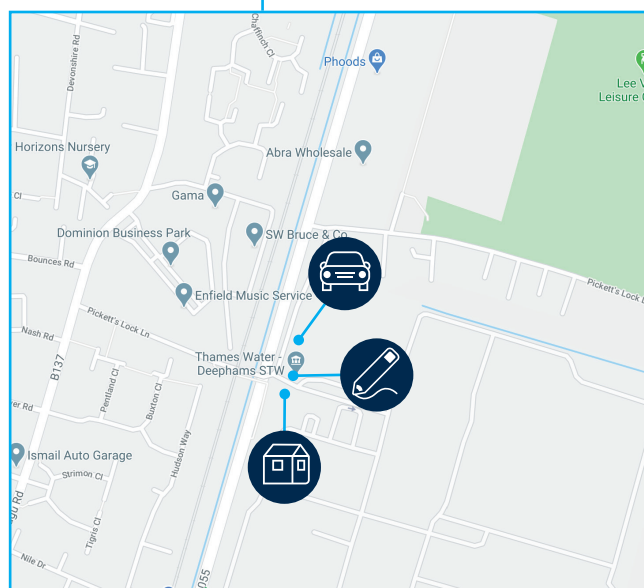 Chaffinch Cl
Devonshire Rd
Phoods
Lee V
Leisure C
Horizons Nursery
Abra Wholesale
Cl
Gama
Dominion Business Park
SW Bruce & Co
Bounces Rd
Enfield Music Service
Pickett's Lock L
Pickett's Lock Ln
Nash Rd
Thames Water -
Deephams STW
B137
Pentland Cl
Buxton Cl
er Rd
Hudson Way
Ismail Auto Garage
Strimon Cl
Tigris Cl
gu Rd
Nile Dr
055